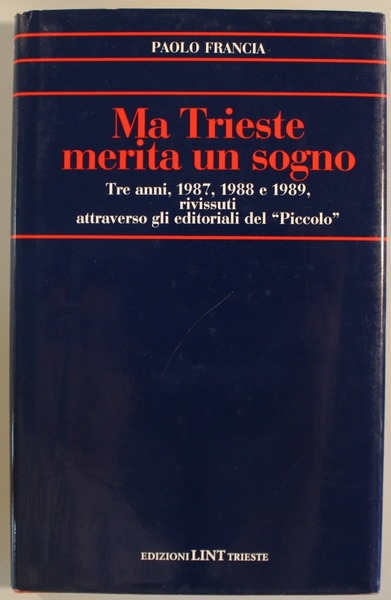 PAOLO FRANCIA
Ma Trieste
merita un sogno
Tre anni, 1987, 1988 e 1989,
rivissuti
attraverso gli editoriali del “Piccolo”
EDIZIONI LINT TRIESTE